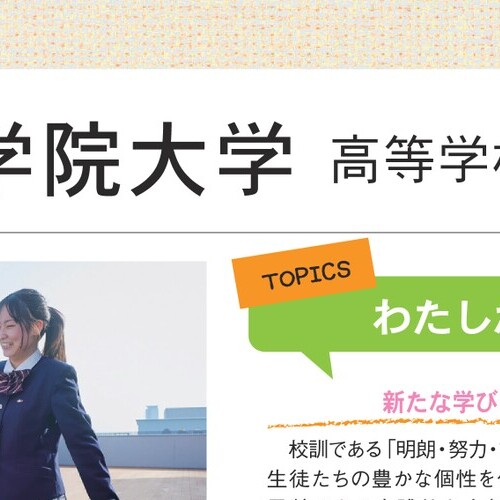 学院大学 高等学校
TOPICS
わたし
新たな学び
校訓である「明朗・努力・
生徒たちの豊かな個性を